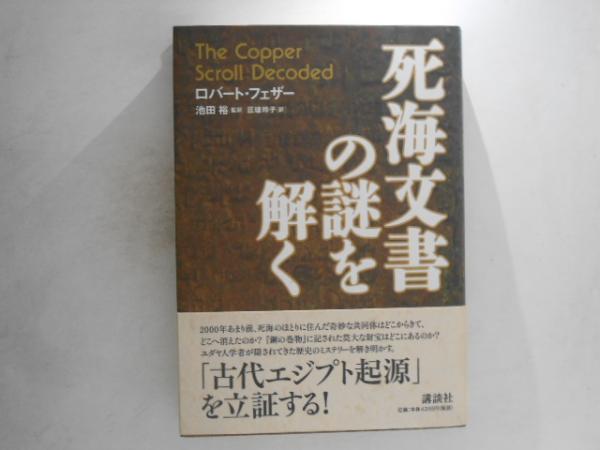 The Copper
Scroll Decoded
ロバート・フェザー
池田 裕 監訳 匝瑳玲子 訳
死海文書
の謎を
解く
2000年あまり前、死海のほとりに住んだ奇妙な共同体はどこからきて、
どこへ消えたのか? 『銅の巻物』に記された莫大な財宝はどこにあるのか?
ユダヤ人学者が隠されてきた歴史のミステリーを解き明かす。
「古代エジプト起源」
を立証する!
講談社